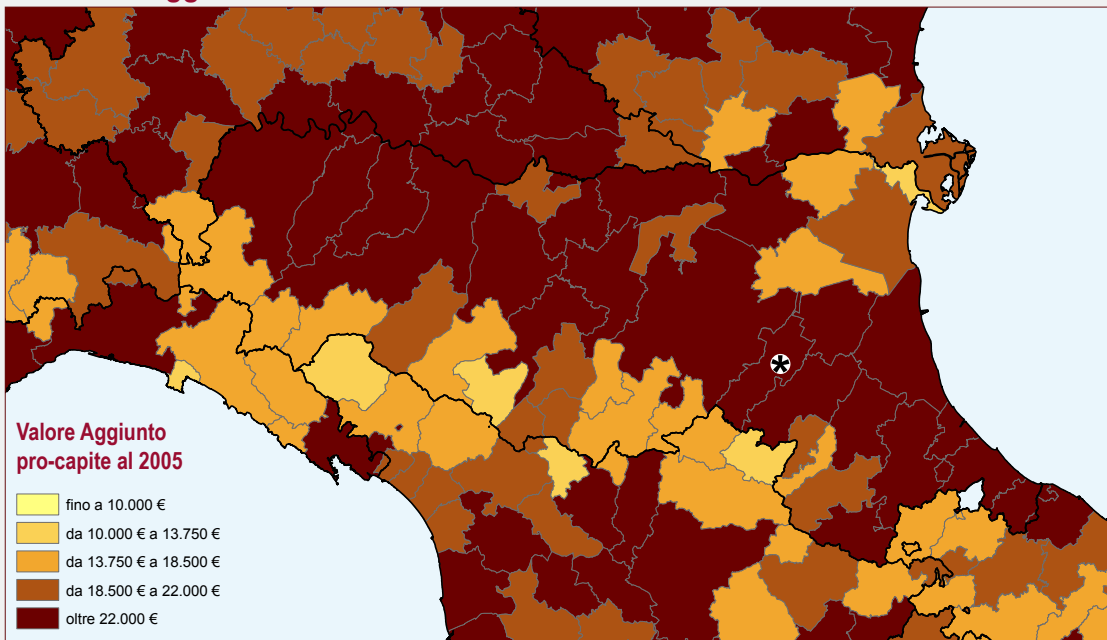 Valore Aggiunto
pro-capite al 2005
fino a 10.000 €
da 10.000 € a 13.750 €
da 13.750 € a 18.500 €
da 18.500 € a 22.000 €
oltre 22.000 €